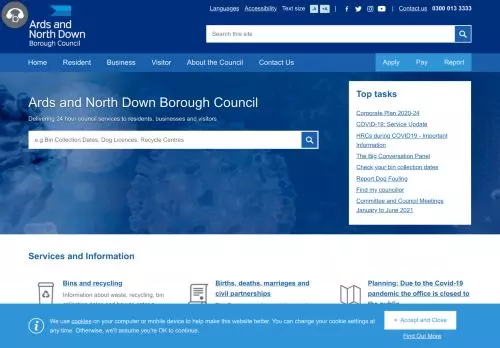 Languages Accessibility Text size -A +A Contact us 0300 013 3333
Ards and
North Down
Borough Council
Search this site
Home Resident Business Visitor About the Council Contact Us Apply Pay Report
Ards and North Down Borough Council
Delivering 24 hour council services to residents, businesses and visitors
e.g Bin Collection Dates, Dog Licences, Recycle Centres
Top tasks
Corporate Plan 2020-24
COVID-19: Service Update
HRCs during COVID19 - Important
Information
The Big Conversation Panel
Check your bin collection dates
Report Dog Fouling
Find my councillor
Committee and Council Meetings
January to June 2021
Services and Information
Bins and recycling
Information about waste, recycling, bin
Births, deaths, marriages and
civil partnerships
Planning: Due to the Covid-19
pandemic the office is closed to
the public
We use cookies on your computer or mobile device to help make this website better. You can change your cookie settings at
any time. Otherwise, we'll assume you're OK to continue.
Accept and Close
Find Out More